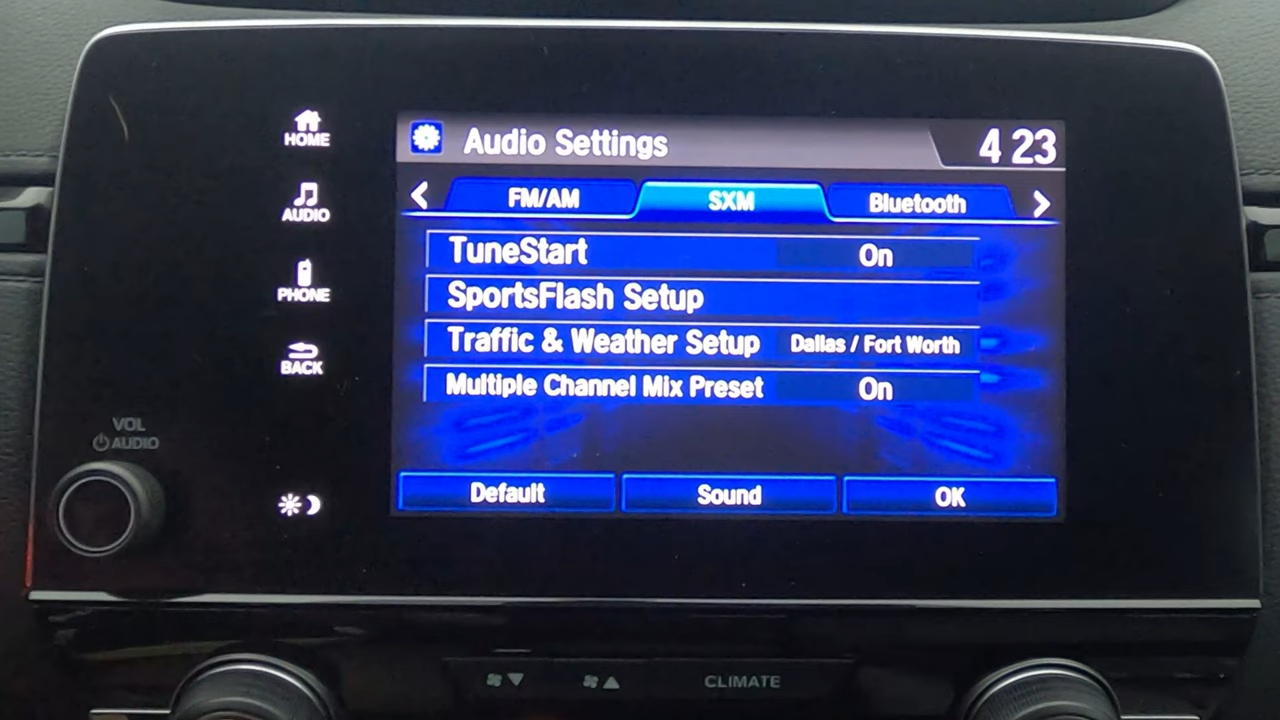 HOME
AUDIO
PHONE
BACK
VOL
AUDIO
Audio Settings
4 23
FM/AM
SXM
Bluetooth
TuneStart On
SportsFlash Setup
Traffic & Weather Setup Dallas / Fort Worth
Multiple Channel Mix Preset On
Default
Sound
OK
CLIMATE